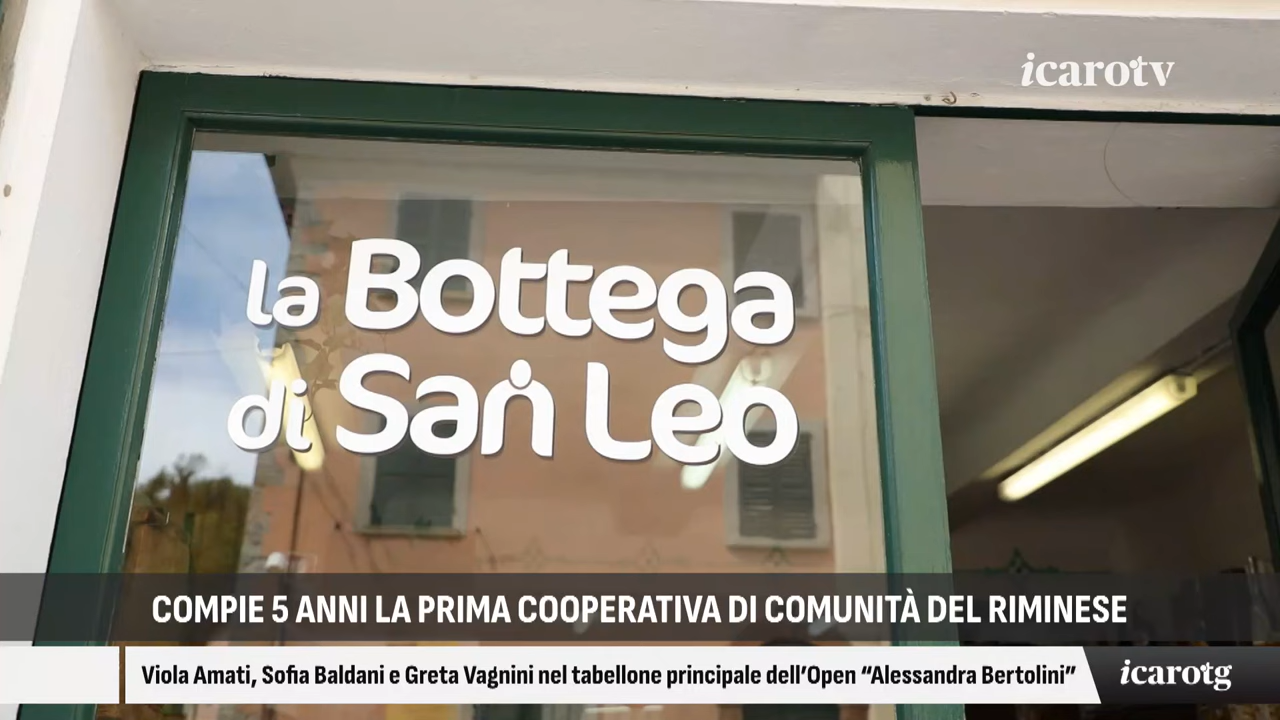 icarotv
la Bottega
di San Leo
COMPIE 5 ANNI LA PRIMA COOPERATIVA DI COMUNITÀ DEL RIMINESE
Viola Amati, Sofia Baldani e Greta Vagnini nel tabellone principale dell'Open “Alessandra Bertolini”
icarotg